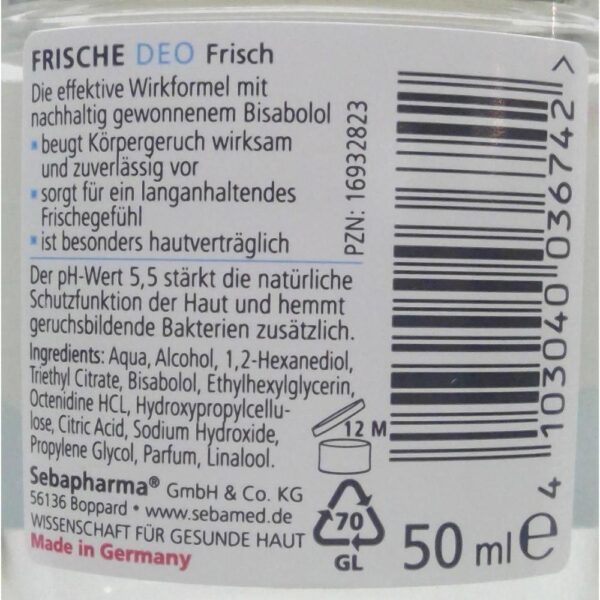 FRISCHE DEO Frisch
Die effektive Wirkformel mit
nachhaltig gewonnenem Bisabolol
▪ beugt Körpergeruch wirksam
und zuverlässig vor
▪ sorgt für ein langanhaltendes
Frischegefühl
▪ ist besonders hautverträglich
PZN: 16932823
Der pH-Wert 5,5 stärkt die natürliche
Schutzfunktion der Haut und hemmt
geruchsbildende Bakterien zusätzlich.
Ingredients: Aqua, Alcohol, 1,2-Hexanediol,
Triethyl Citrate, Bisabolol, Ethylhexylglycerin,
Octenidine HCL, Hydroxypropylcellu-
lose, Citric Acid, Sodium Hydroxide,
Propylene Glycol, Parfum, Linalool.
12 M
Sebapharma® GmbH & Co. KG
56136 Boppard • www.sebamed.de
WISSENSCHAFT FÜR GESUNDE HAUT
Made in Germany
70
GL
50 ml e
4 103040 036742 >